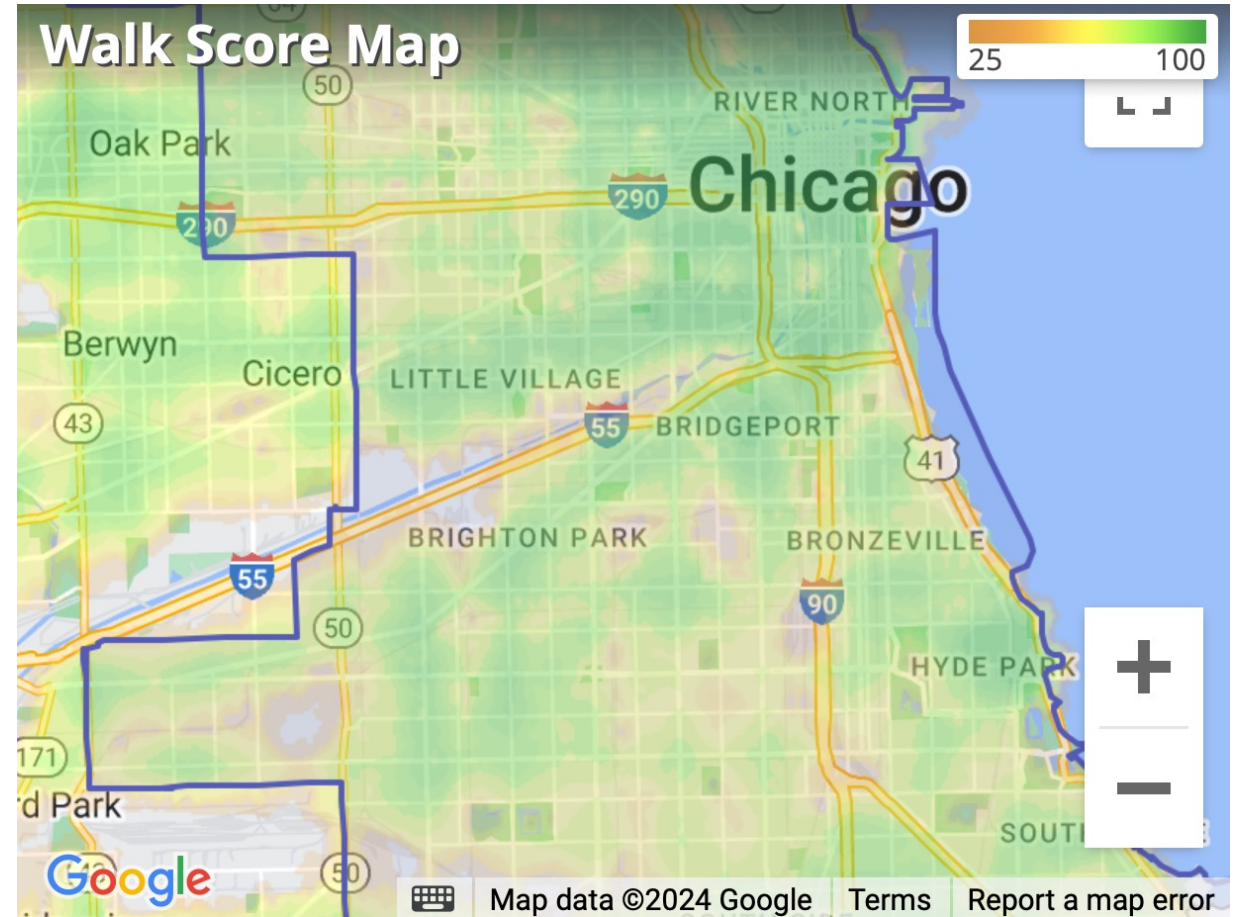 Walk Score Map
25 100
50
RIVER NORTH
Oak Park
Chicago
290
290
Berwyn
Cicero
LITTLE VILLAGE
43
55
BRIDGEPORT
41
BRIGHTON PARK
BRONZEVILLE
55
90
50
HYDE PARK
171
rd Park
SOUTH
50
Google
Map data ©2024 Google
Terms
Report a map error